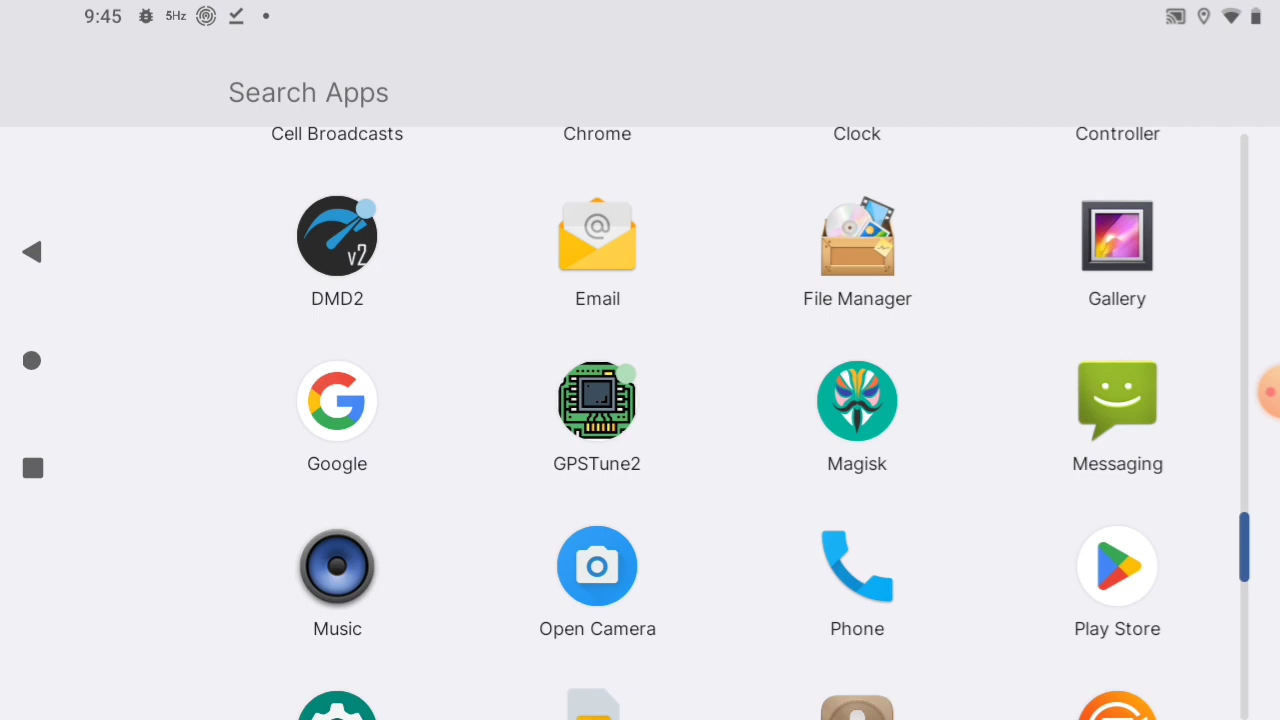 9:45 5Hz
Search Apps
Cell Broadcasts Chrome Clock Controller
v2 @
DMD2 Email File Manager Gallery
G
Google GPSTune2 Magisk Messaging
Music Open Camera Phone Play Store